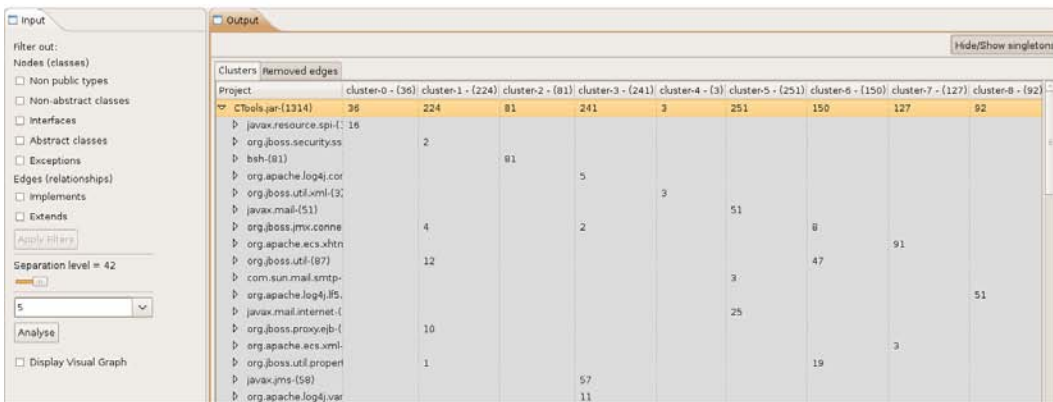 Input
Filter out:
Nodes (classes)
Non public types
Non-abstract classes
Interfaces
Abstract classes
Exceptions
Edges (relationships)
Implements
Extends
Apply Filters
Separation level = 42
5
Analyse
Display Visual Graph
Output
Hide/Show singletons
Clusters Removed edges
Project cluster-0 - (36) cluster-1 - (224) cluster-2 - (81) cluster-3 - (241) cluster-4 - (3) cluster-5 - (251) cluster-6 - (150) cluster-7 - (127) cluster-8 - (92)
CTools.jar-(1314) 36 224 81 241 3 251 150 127 92
javax.resource.spi-( 16
org.jboss.security.ss 2
bsh-(81) 81
org.apache.log4j.cor 5
org.jboss.util.xml-(3 3
javax.mail-(51) 51
org.jboss.jmx.conne 4 2 8
org.apache.ecs.xhtm 91
org.jboss.util-(87) 12 47
com.sun.mail.smtp- 3
org.apache.log4j.lf5. 51
javax.mail.internet-( 25
org.jboss.proxy.ejb-( 10
org.apache.ecs.xml- 3
org.jboss.util.propert 1 19
javax.jms-(58) 57
org.apache.log4j.var 11